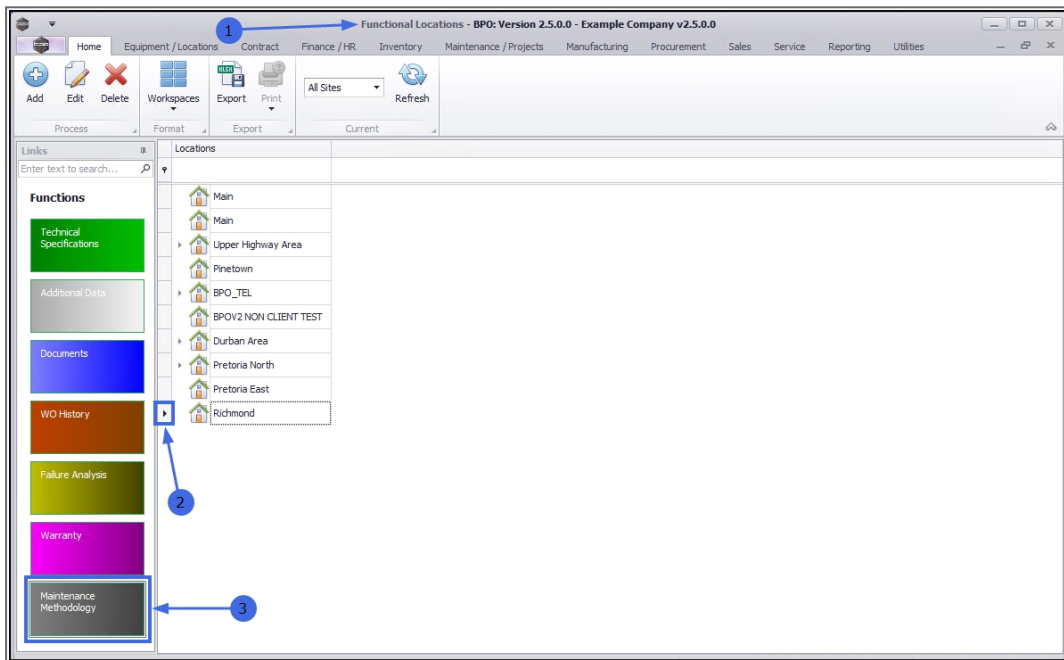 Functional Locations - BPO: Version 2.5.0.0 - Example Company v2.5.0.0
1
Home Equipment / Locations Contract Finance / HR Inventory Maintenance / Projects Manufacturing Procurement Sales Service Reporting Utilities
Add Edit Delete Workspaces Export Print All Sites Refresh
Process Format Export Current
Links
Enter text to search...
Locations
Functions
Technical
Specifications
Additional Data
Documents
WO History
Failure Analysis
Warranty
Maintenance
Methodology
Main
Main
Upper Highway Area
Pinetown
BPO_TEL
BPOV2 NON CLIENT TEST
Durban Area
Pretoria North
Pretoria East
Richmond
2
3